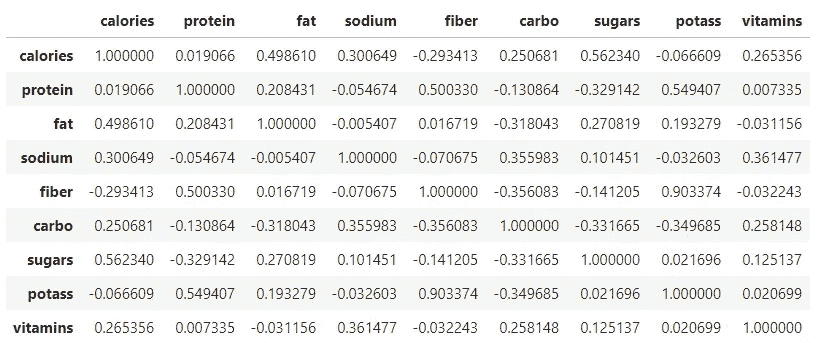 calories protein fat sodium fiber carbo sugars potass vitamins
calories 1.000000 0.019066 0.498610 0.300649 -0.293413 0.250681 0.562340 -0.066609 0.265356
protein 0.019066 1.000000 0.208431 -0.054674 0.500330 -0.130864 -0.329142 0.549407 0.007335
fat 0.498610 0.208431 1.000000 -0.005407 0.016719 -0.318043 0.270819 0.193279 -0.031156
sodium 0.300649 -0.054674 -0.005407 1.000000 -0.070675 0.355983 0.101451 -0.032603 0.361477
fiber -0.293413 0.500330 0.016719 -0.070675 1.000000 -0.356083 -0.141205 0.903374 -0.032243
carbo 0.250681 -0.130864 -0.318043 0.355983 -0.356083 1.000000 -0.331665 -0.349685 0.258148
sugars 0.562340 -0.329142 0.270819 0.101451 -0.141205 -0.331665 1.000000 0.021696 0.125137
potass -0.066609 0.549407 0.193279 -0.032603 0.903374 -0.349685 0.021696 1.000000 0.020699
vitamins 0.265356 0.007335 -0.031156 0.361477 -0.032243 0.258148 0.125137 0.020699 1.000000